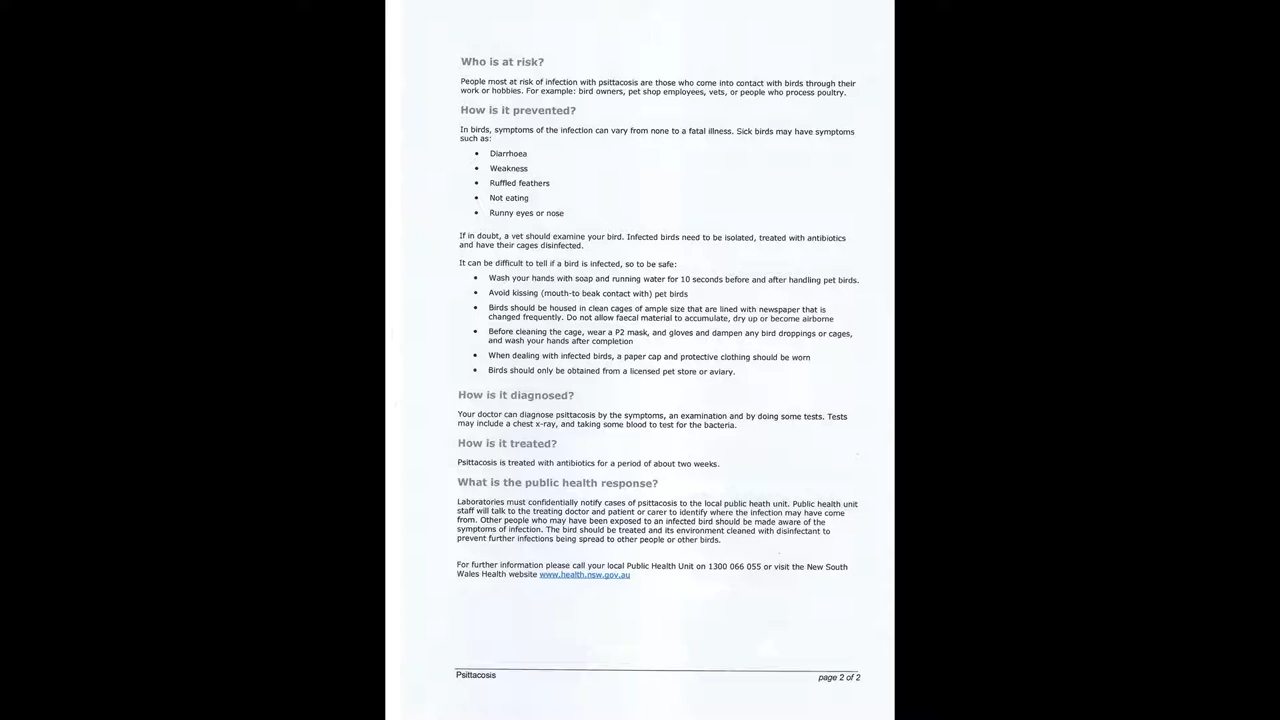 Who is at risk?
People most at risk of infection with psittacosis are those who come into contact with birds through their
work or hobbies. For example: bird owners, pet shop employees, vets, or people who process poultry.
How is it prevented?
In birds, symptoms of the infection can vary from none to a fatal illness. Sick birds may have symptoms
such as:
• Diarrhoea
• Weakness
• Ruffled feathers
• Not eating
• Runny eyes or nose
If in doubt, a vet should examine your bird. Infected birds need to be isolated, treated with antibiotics
and have their cages disinfected.
It can be difficult to tell if a bird is infected, so to be safe:
• Wash your hands with soap and running water for 10 seconds before and after handling pet birds.
• Avoid kissing (mouth-to beak contact with) pet birds
• Birds should be housed in clean cages of ample size that are lined with newspaper that is
changed frequently. Do not allow faecal material to accumulate, dry up or become airborne
• Before cleaning the cage, wear a P2 mask, and gloves and dampen any bird droppings or cages,
and wash your hands after completion
• When dealing with infected birds, a paper cap and protective clothing should be worn
• Birds should only be obtained from a licensed pet store or aviary.
How is it diagnosed?
Your doctor can diagnose psittacosis by the symptoms, an examination and by doing some tests. Tests
may include a chest x-ray, and taking some blood to test for the bacteria.
How is it treated?
Psittacosis is treated with antibiotics for a period of about two weeks.
What is the public health response?
Laboratories must confidentially notify cases of psittacosis to the local public heath unit. Public health unit
staff will talk to the treating doctor and patient or carer to identify where the infection may have come
from. Other people who may have been exposed to an infected bird should be made aware of the
symptoms of infection. The bird should be treated and its environment cleaned with disinfectant to
prevent further infections being spread to other people or other birds.
For further information please call your local Public Health Unit on 1300 066 055 or visit the New South
Wales Health website www.health.nsw.gov.au
Psittacosis page 2 of 2